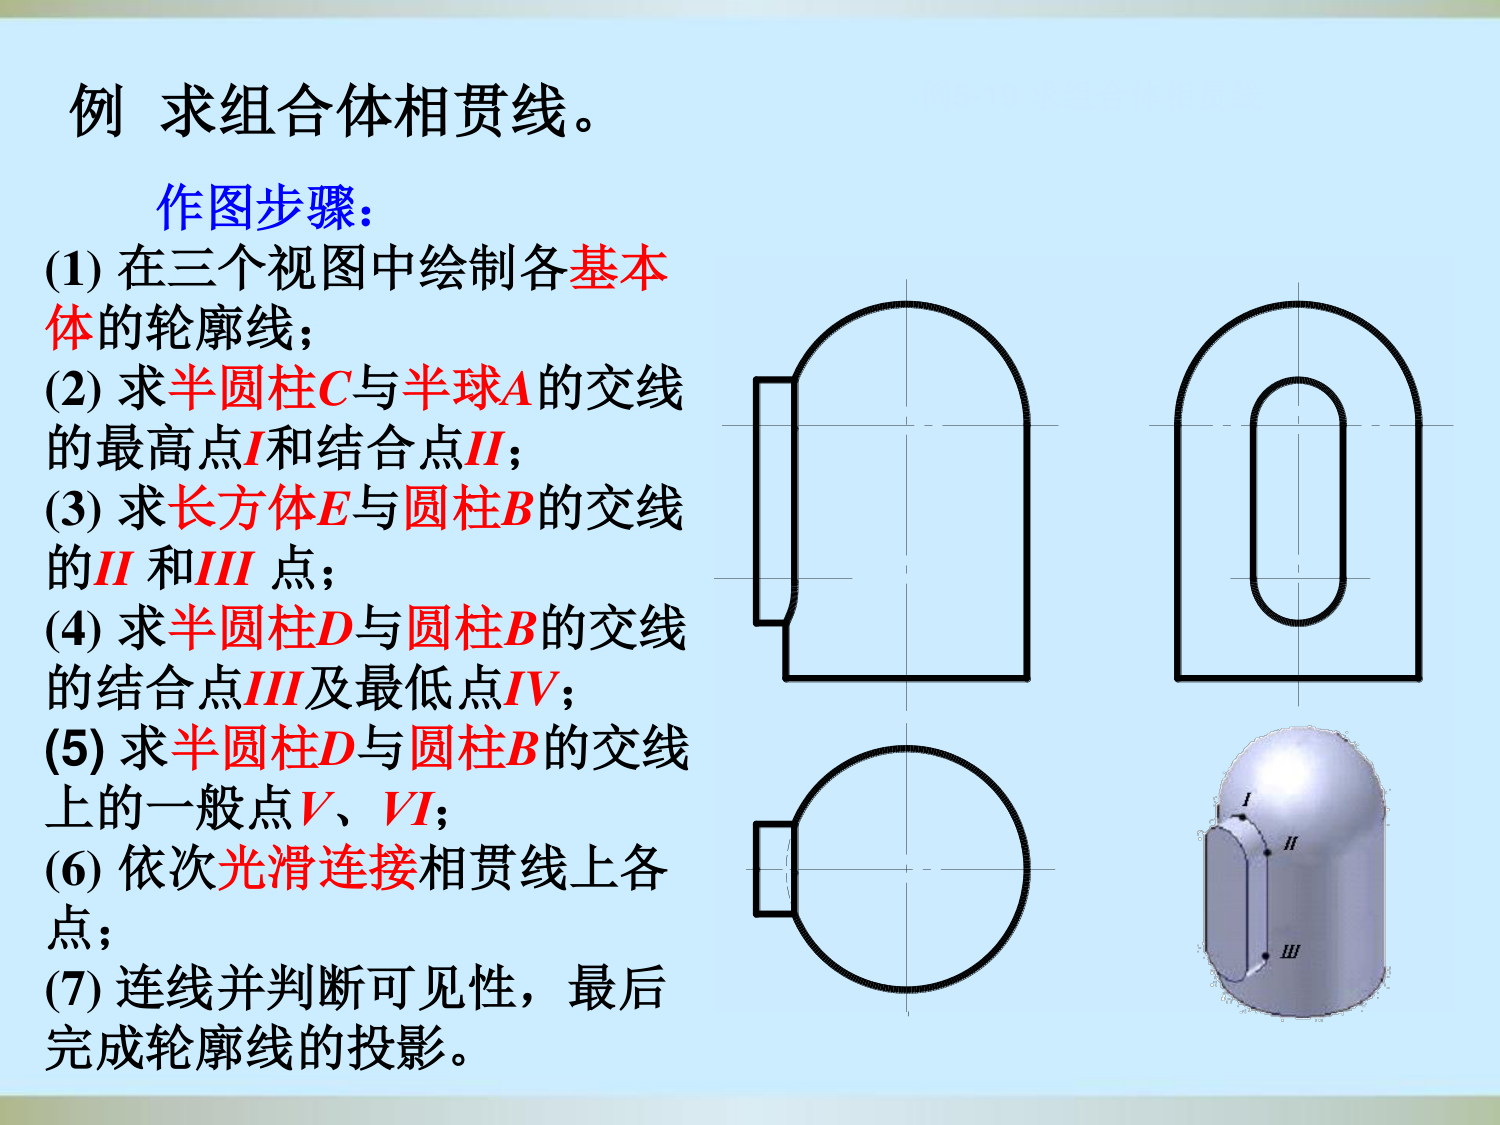 例 求组合体相贯线。
作图步骤：
(1) 在三个视图中绘制各基本
体的轮廓线；
(2) 求半圆柱C与半球A的交线
的最高点I和结合点II；
(3) 求长方体E与圆柱B的交线
的II 和III 点；
(4) 求半圆柱D与圆柱B的交线
的结合点III及最低点IV；
(5) 求半圆柱D与圆柱B的交线
上的一般点V、VI；
(6) 依次光滑连接相贯线上各
点；
(7) 连线并判断可见性，最后
完成轮廓线的投影。
I
II
III